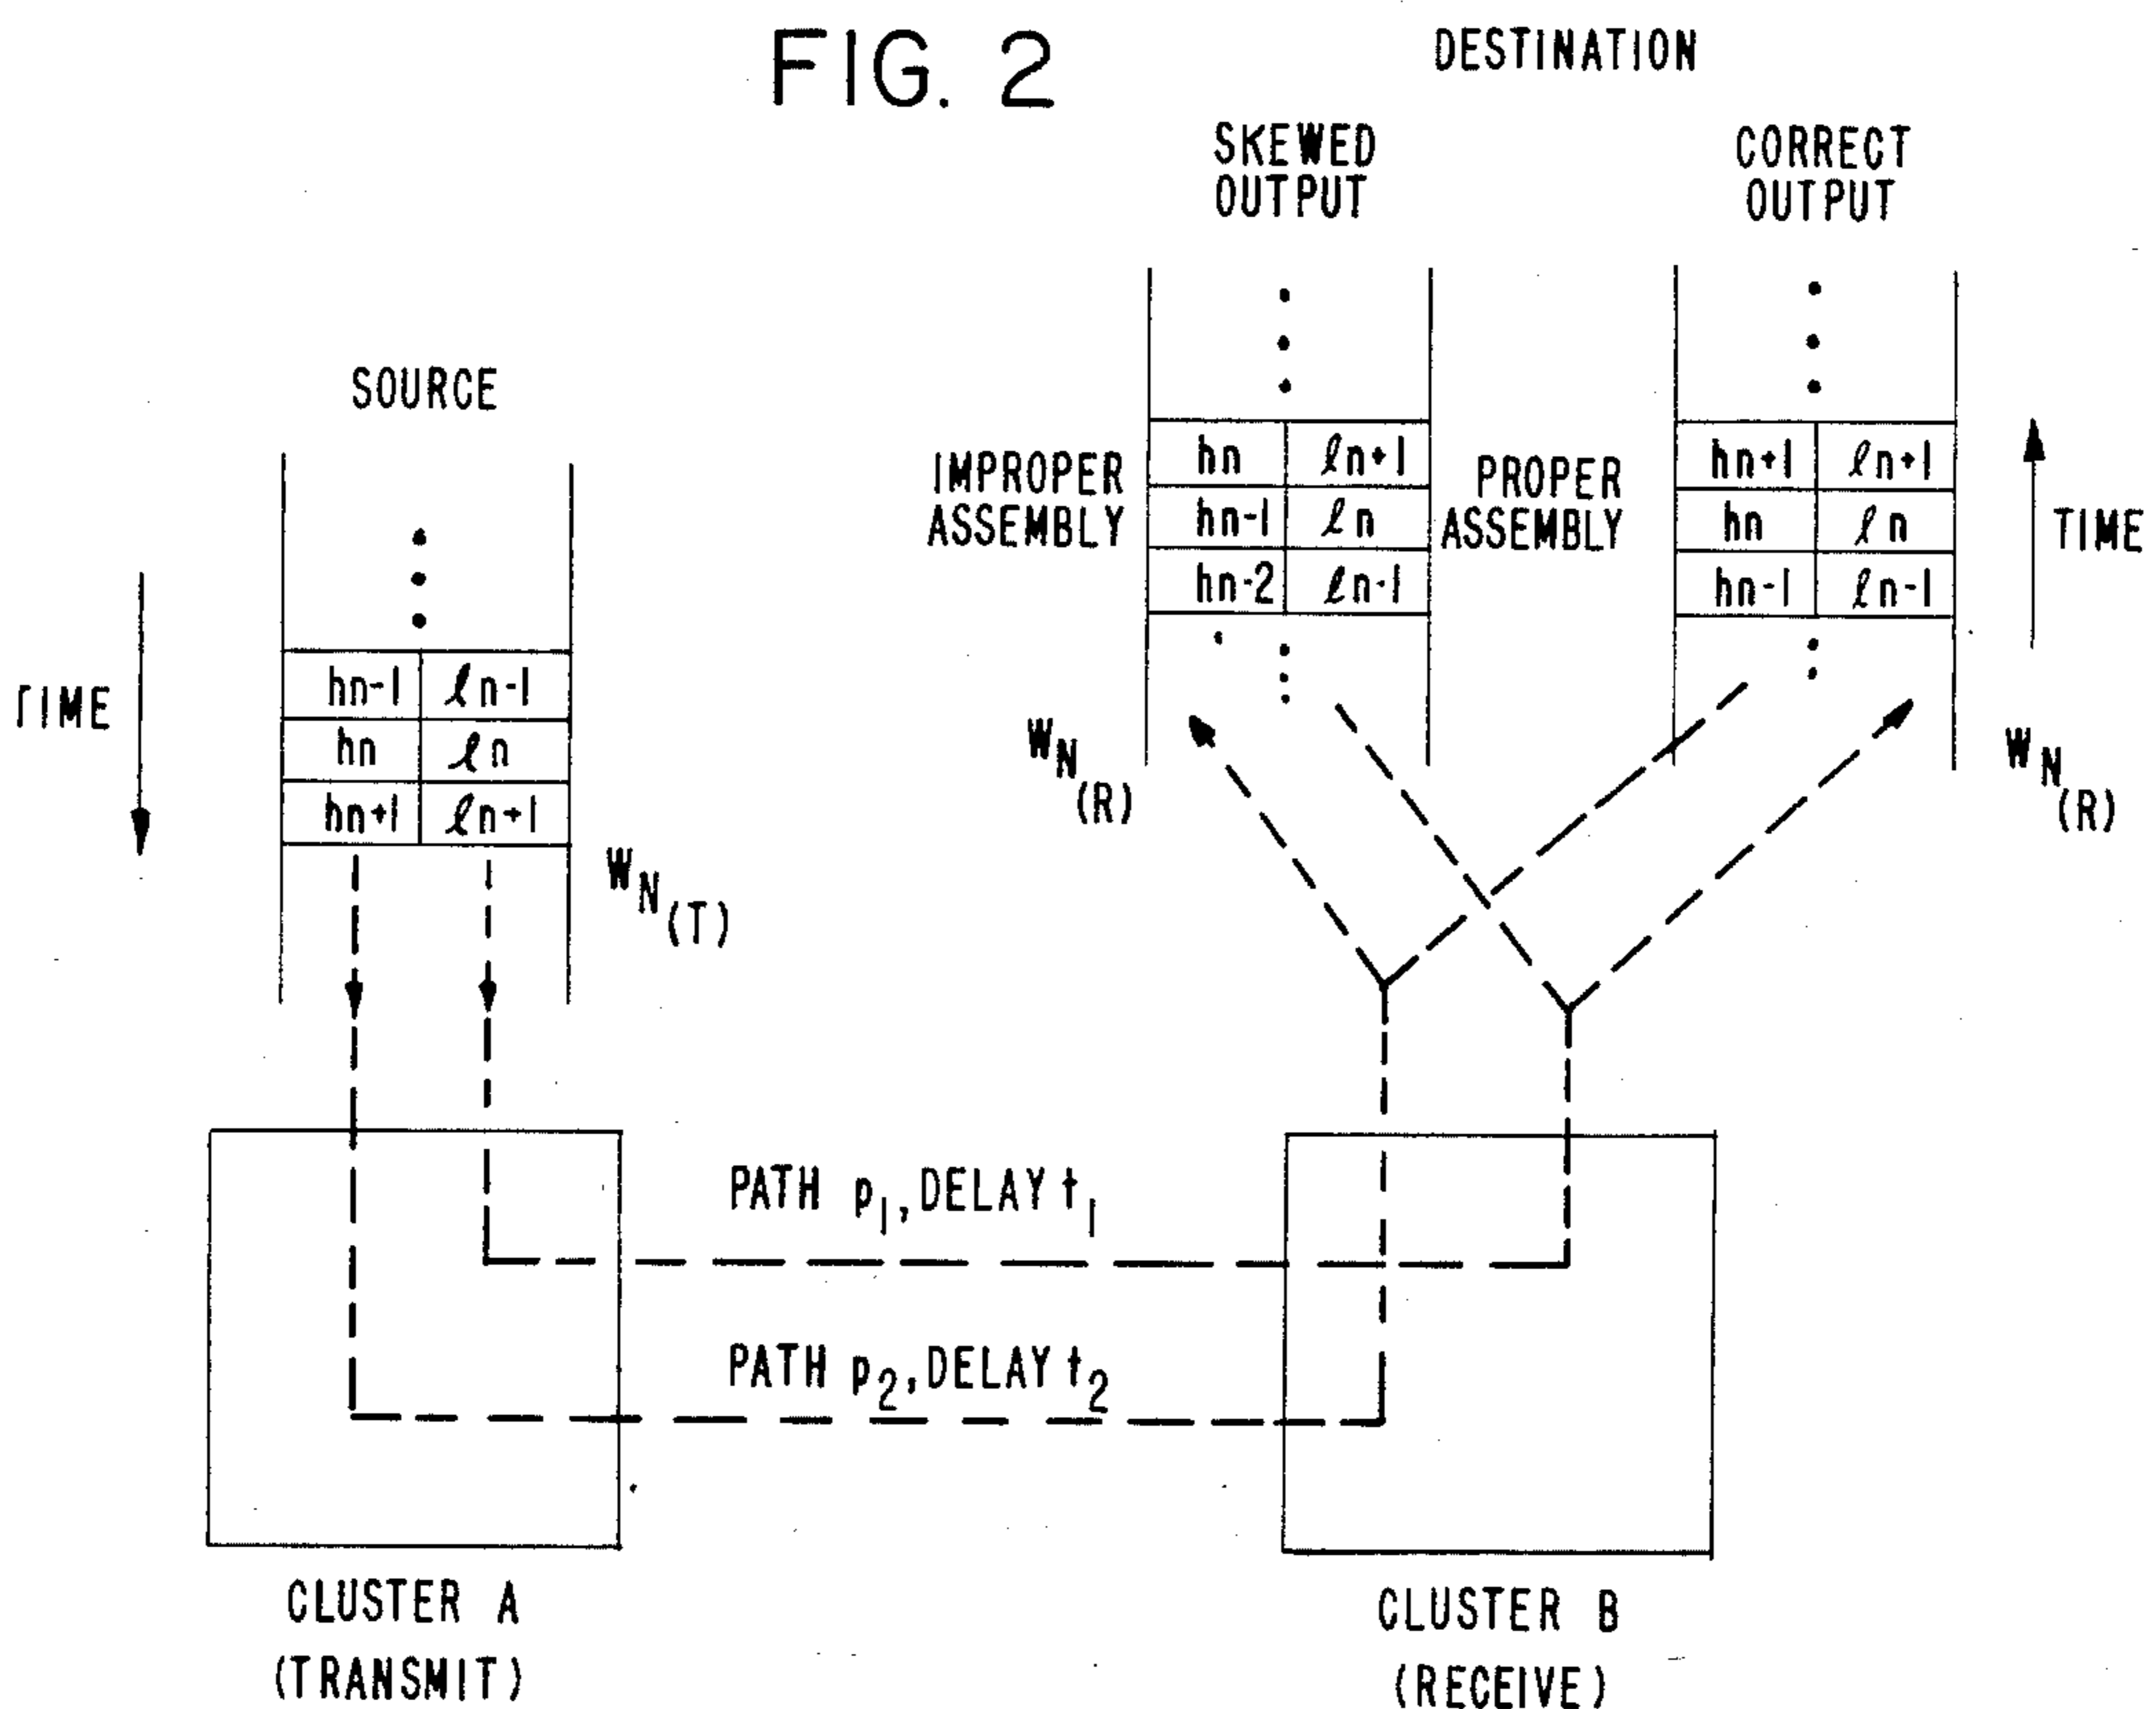 FIG. 2
DESTINATION
SKEWED
OUTPUT
CORRECT
OUTPUT
SOURCE
IMPROPER
ASSEMBLY
hn ℓn+1
hn-1 ℓn
hn-2 ℓn-1
PROPER
ASSEMBLY
hn+1 ℓn+1
hn ℓn
hn-1 ℓn-1
TIME
TIME
hn-1 ℓn-1
hn ℓn
hn+1 ℓn+1
WN(T)
WN(R)
WN(R)
PATH p1, DELAY t1
PATH p2, DELAY t2
CLUSTER A
(TRANSMIT)
CLUSTER B
(RECEIVE)